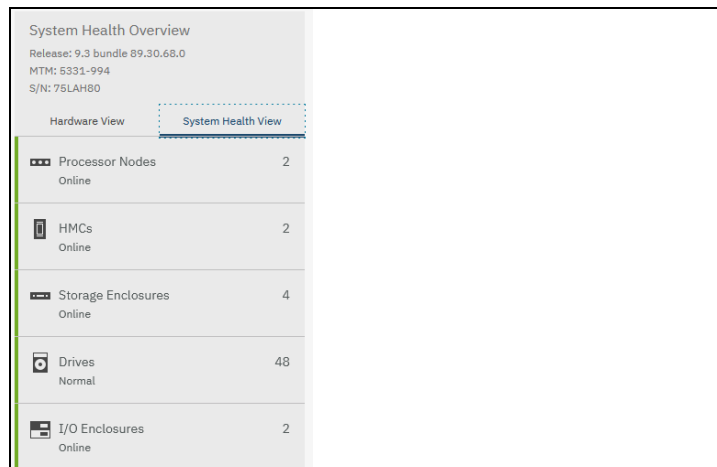 System Health Overview
Release: 9.3 bundle 89.30.68.0
MTM: 5331-994
S/N: 75LAH80
Hardware View System Health View
Processor Nodes 2
Online
HMCs 2
Online
Storage Enclosures 4
Online
Drives 48
Normal
I/O Enclosures 2
Online